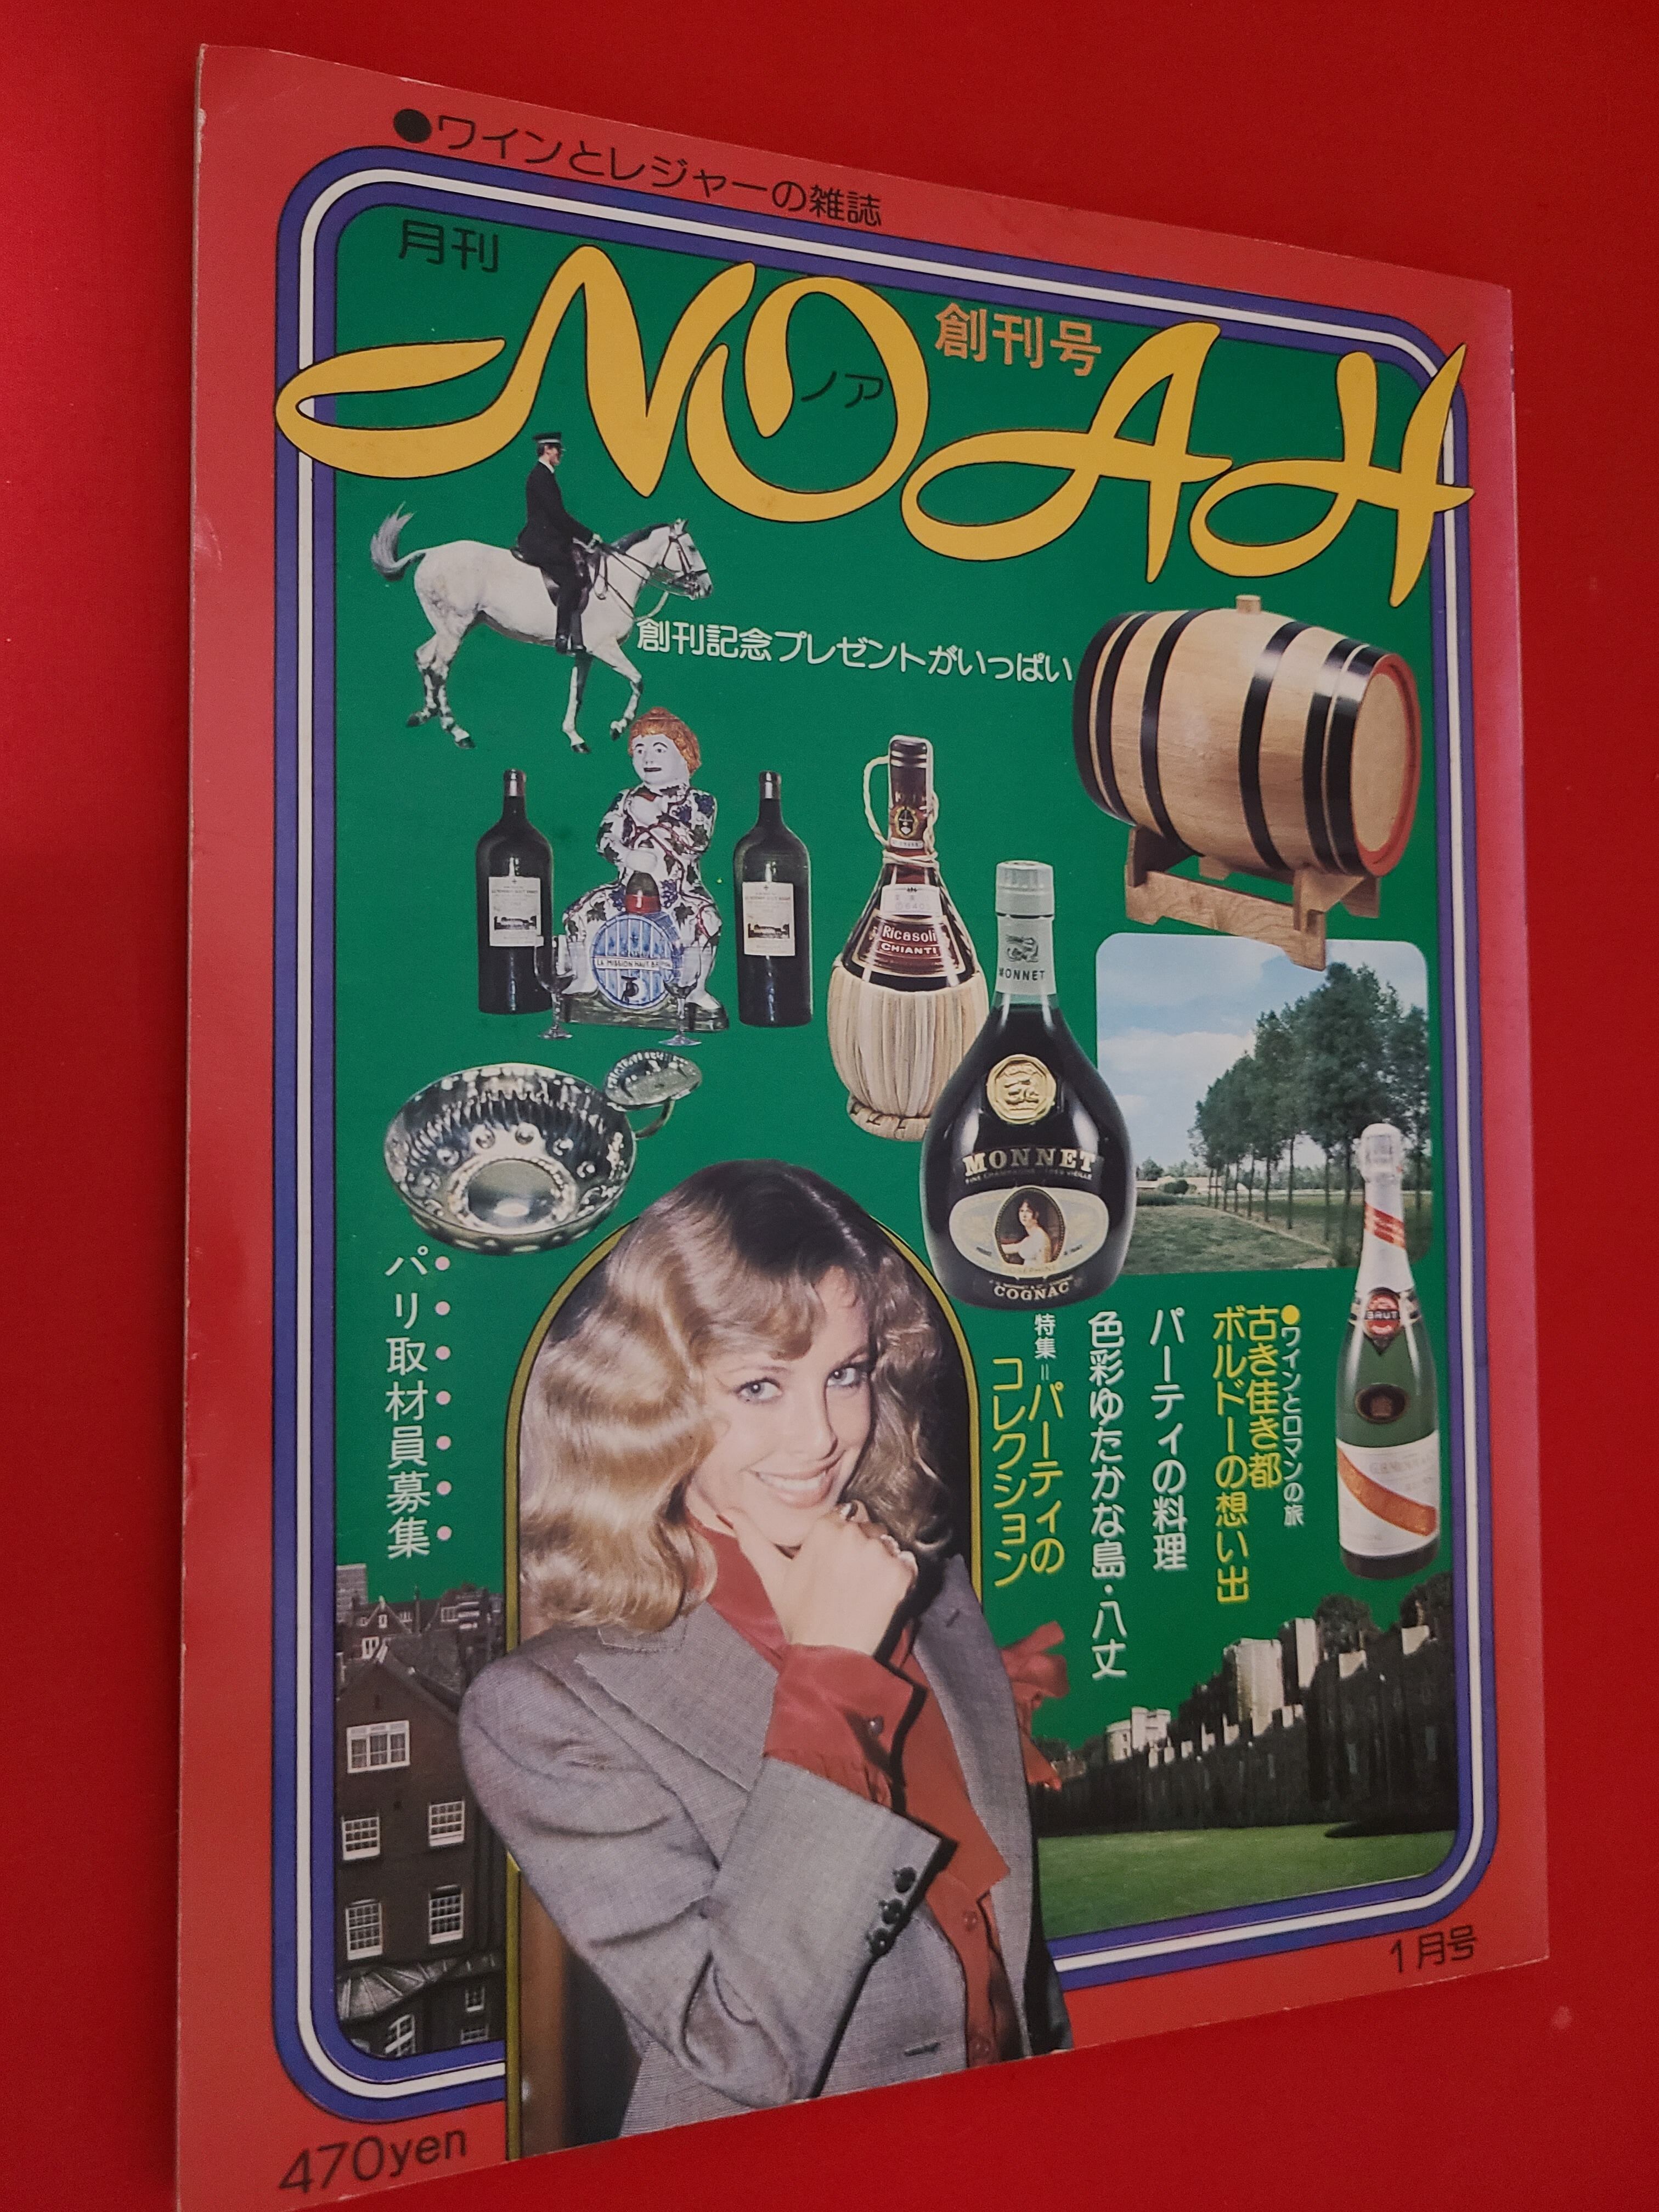 ●ワインとレジャーの雑誌
月刊
NOAH
ノア
創刊号
創刊記念プレゼントがいっぱい
LA MISSION HAUT BRION
Ricasoli
CHIANTI
MONNET
MONNET
JOSEPHINE
COGNAC
BRUT
●ワインとロマンの旅
古き佳き都
ボルドーの想い出
パーティの料理
色彩ゆたかな島・八丈
特集=パーティの
コレクション
パリ取材員募集
1月号
470yen